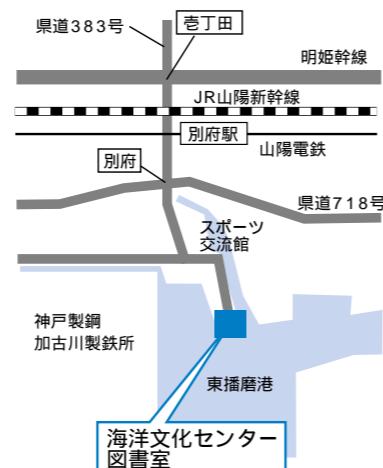 県道383号
壱丁田
明姫幹線
JR山陽新幹線
別府駅
山陽電鉄
別府
県道718号
スポーツ
交流館
神戸製鋼
加古川製鉄所
東播磨港
海洋文化センター
図書室